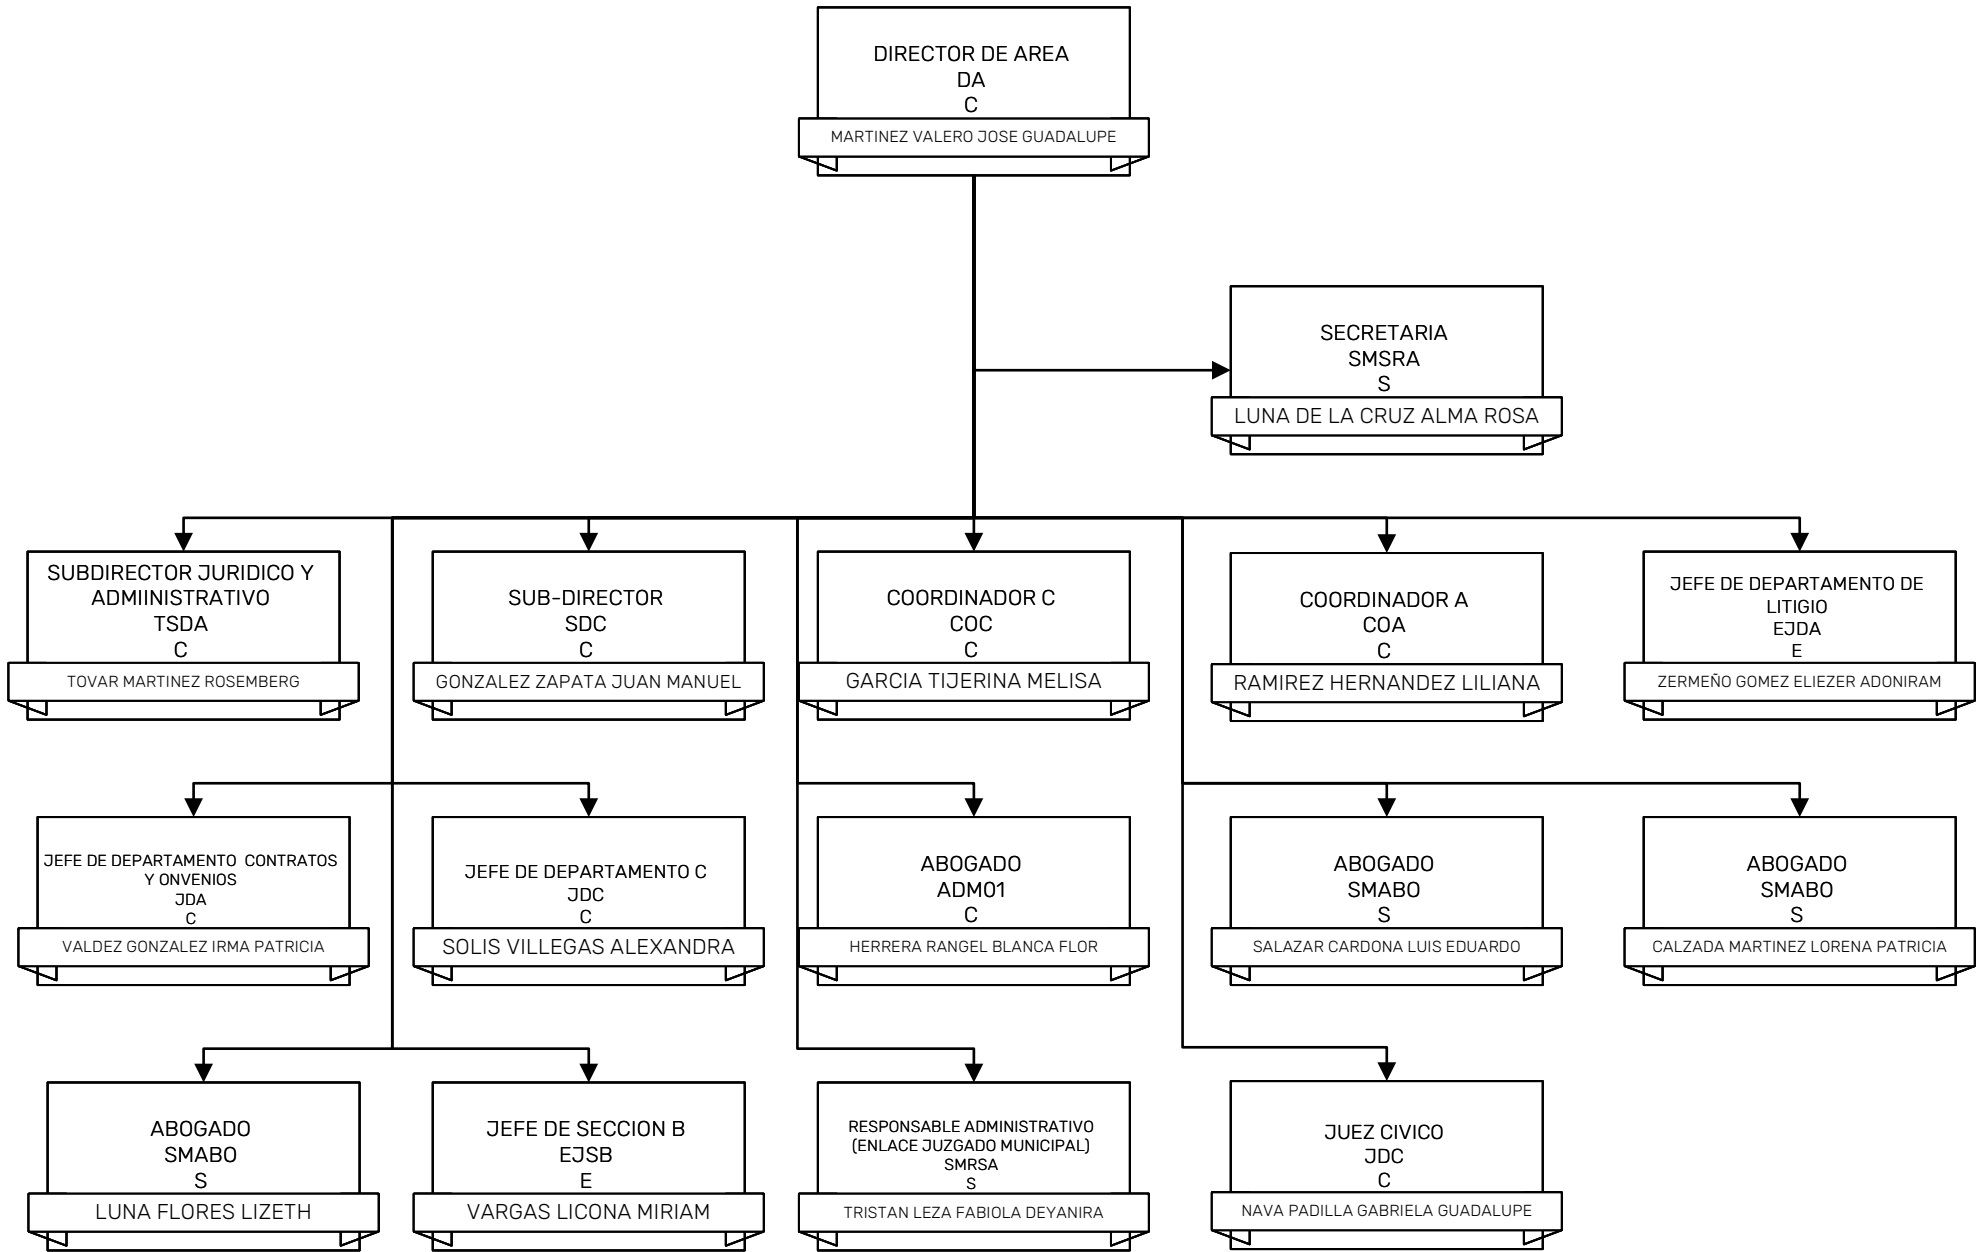 DIRECTOR DE AREA
DA
C
MARTINEZ VALERO JOSE GUADALUPE
SECRETARIA
SMSRA
S
LUNA DE LA CRUZ ALMA ROSA
SUBDIRECTOR JURIDICO Y
ADMIINISTRATIVO
TSDA
C
TOVAR MARTINEZ ROSEMBERG
SUB-DIRECTOR
SDC
C
GONZALEZ ZAPATA JUAN MANUEL
COORDINADOR C
COC
C
GARCIA TIJERINA MELISA
COORDINADOR A
COA
C
RAMIREZ HERNANDEZ LILIANA
JEFE DE DEPARTAMENTO DE
LITIGIO
EJDA
E
ZERMEÑO GOMEZ ELIEZER ADONIRAM
JEFE DE DEPARTAMENTO CONTRATOS
Y ONVENIOS
JDA
C
VALDEZ GONZALEZ IRMA PATRICIA
JEFE DE DEPARTAMENTO C
JDC
C
SOLIS VILLEGAS ALEXANDRA
ABOGADO
ADM01
C
HERRERA RANGEL BLANCA FLOR
ABOGADO
SMABO
S
SALAZAR CARDONA LUIS EDUARDO
ABOGADO
SMABO
S
CALZADA MARTINEZ LORENA PATRICIA
ABOGADO
SMABO
S
LUNA FLORES LIZETH
JEFE DE SECCION B
EJSB
E
VARGAS LICONA MIRIAM
RESPONSABLE ADMINISTRATIVO
(ENLACE JUZGADO MUNICIPAL)
SMRSA
S
TRISTAN LEZA FABIOLA DEYANIRA
JUEZ CIVICO
JDC
C
NAVA PADILLA GABRIELA GUADALUPE